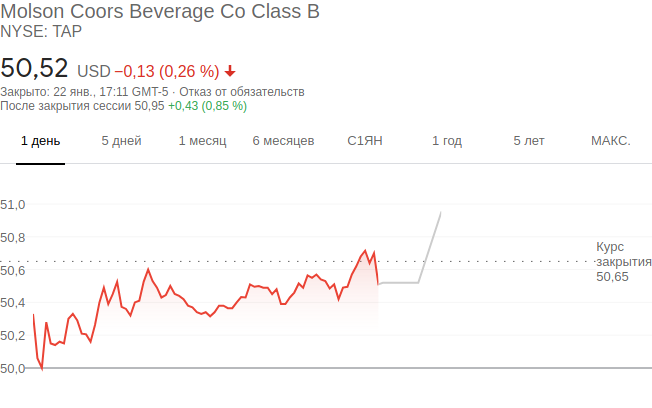 Molson Coors Beverage Co Class B
NYSE: TAP
50,52 USD −0,13 (0,26 %)
Закрыто: 22 янв., 17:11 GMT-5 · Отказ от обязательств
После закрытия сессии 50,95 +0,43 (0,85 %)
1 день 5 дней 1 месяц 6 месяцев С1ЯН 1 год 5 лет МАКС.
51,0
50,8
Курс
закрытия
50,65
50,6
50,4
50,2
50,0